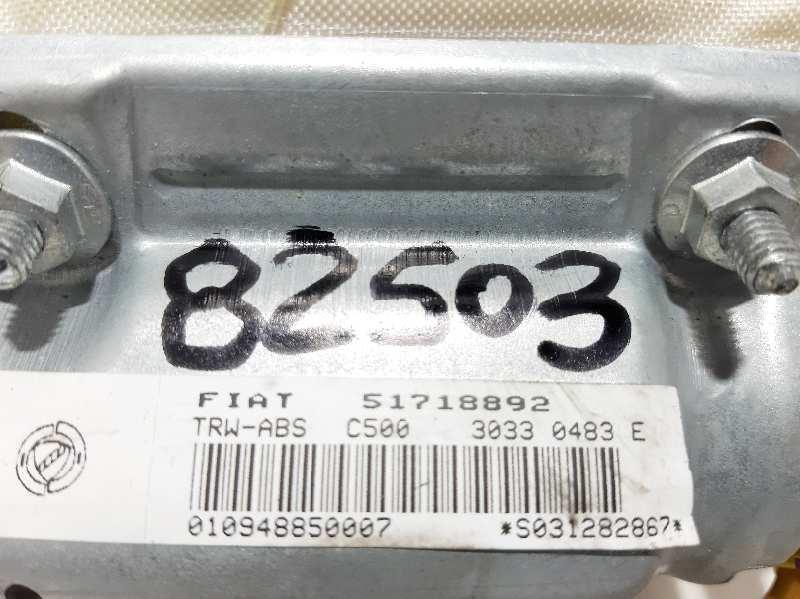 82503
FIAT 51718892
TRW-ABS C500 3033 0483 E
010948850007 *S031282867*